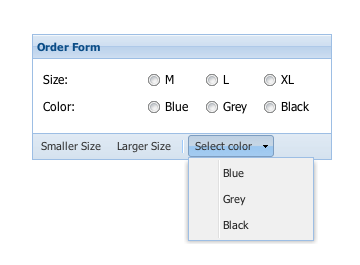 Order Form
Size: M L XL
Color: Blue Grey Black
Smaller Size Larger Size Select color
Blue
Grey
Black